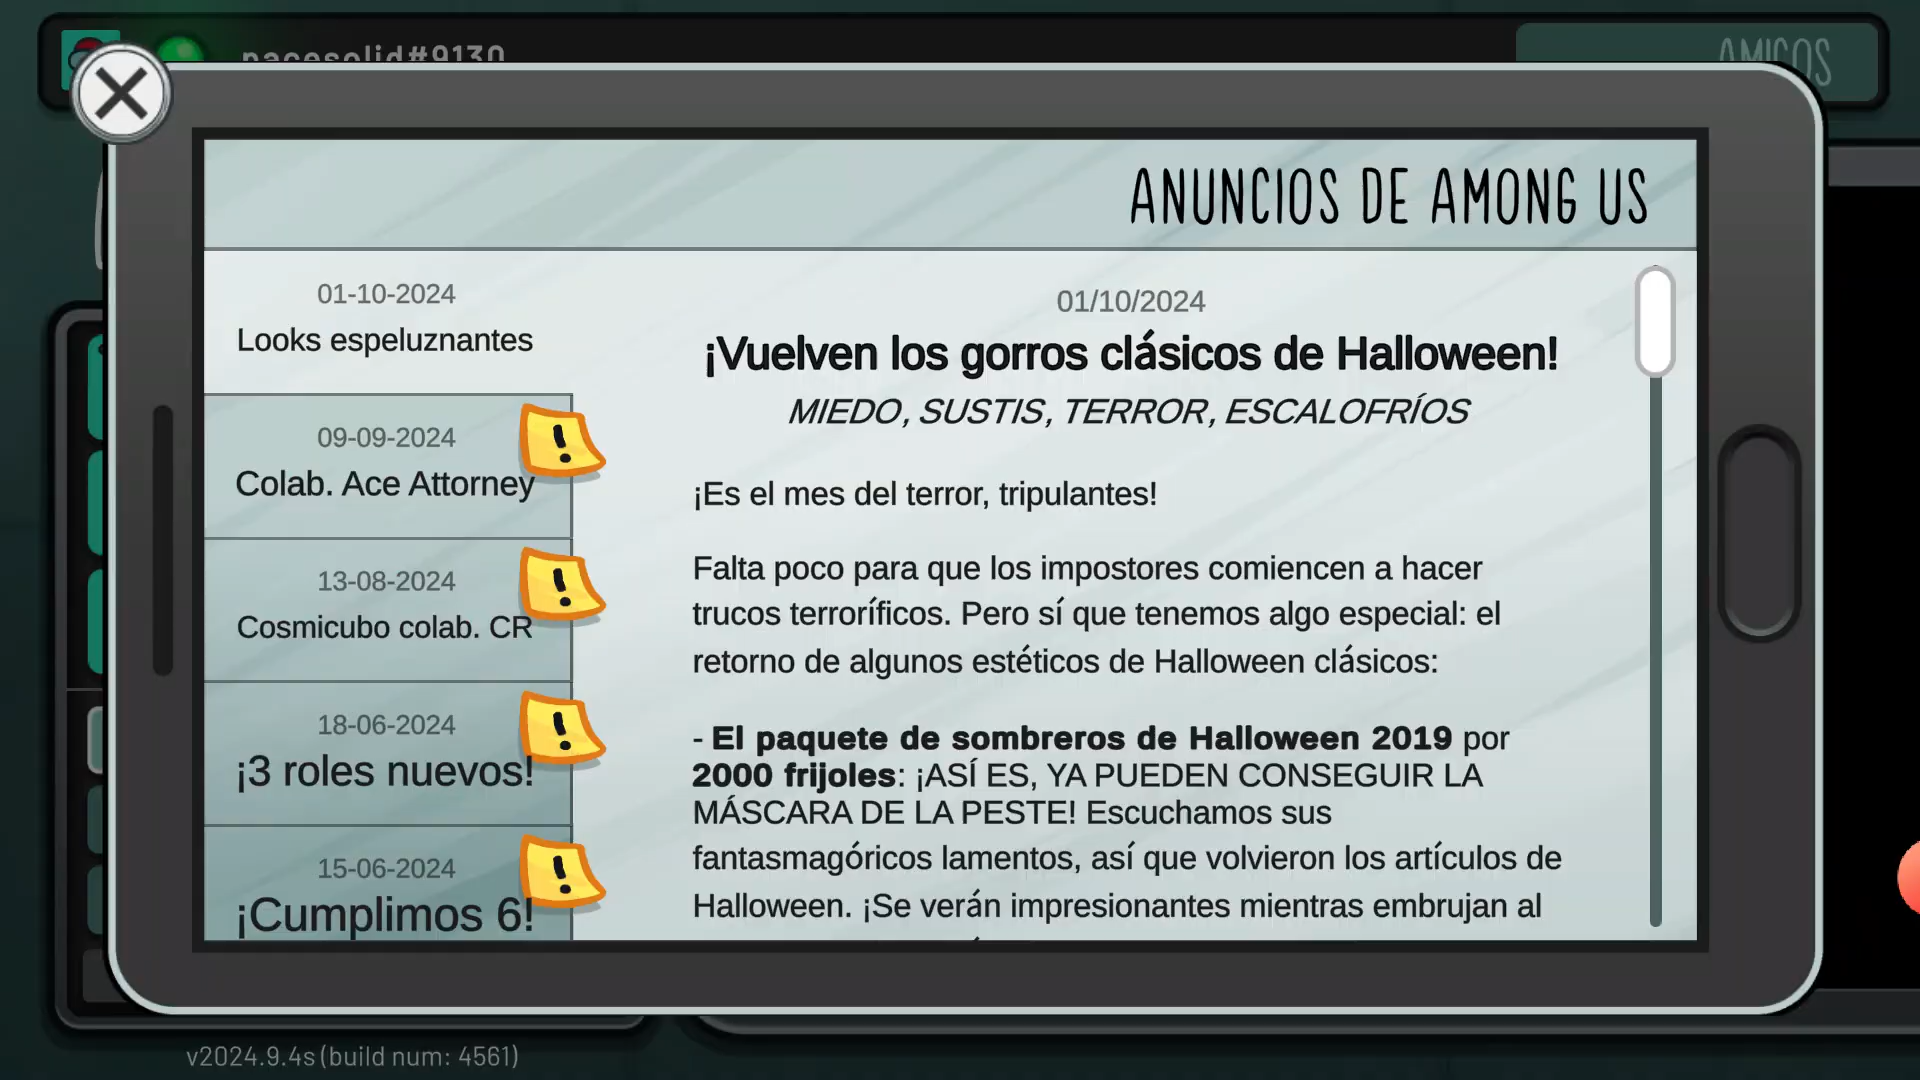 pacesolid#9130
AMIGOS
ANUNCIOS DE AMONG US
01-10-2024
Looks espeluznantes
09-09-2024
Colab. Ace Attorney
13-08-2024
Cosmicubo colab. CR
18-06-2024
¡3 roles nuevos!
15-06-2024
¡Cumplimos 6!
01/10/2024
¡Vuelven los gorros clásicos de Halloween!
MIEDO, SUSTIS, TERROR, ESCALOFRÍOS
¡Es el mes del terror, tripulantes!
Falta poco para que los impostores comiencen a hacer
trucos terroríficos. Pero sí que tenemos algo especial: el
retorno de algunos estéticos de Halloween clásicos:
- El paquete de sombreros de Halloween 2019 por
2000 frijoles: ¡ASÍ ES, YA PUEDEN CONSEGUIR LA
MÁSCARA DE LA PESTE! Escuchamos sus
fantasmagóricos lamentos, así que volvieron los artículos de
Halloween. ¡Se verán impresionantes mientras embrujan al
v2024.9.4s (build num: 4561)